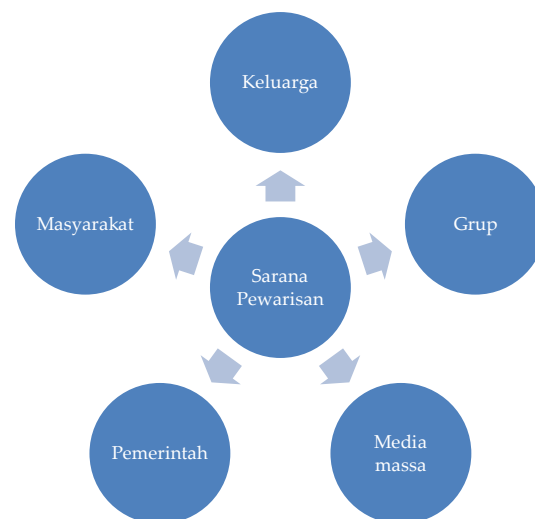 Keluarga
Masyarakat
Grup
Sarana
Pewarisan
Pemerintah
Media
massa